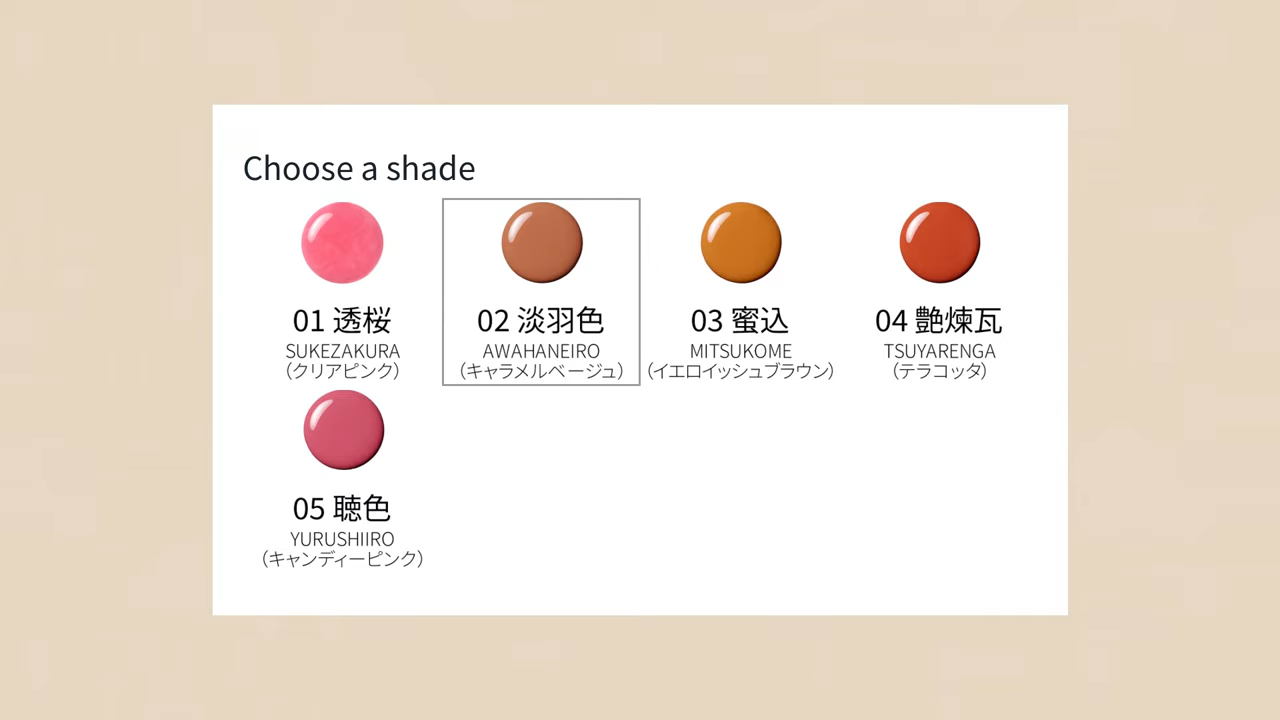 Choose a shade
01 透桜
SUKEZAKURA
（クリアピンク）
02 淡羽色
AWAHANEIRO
（キャラメルベージュ）
03 蜜込
MITSUKOME
（イエロイッシュブラウン）
04 艶煉瓦
TSUYARENGA
（テラコッタ）
05 聴色
YURUSHIIRO
（キャンディーピンク）